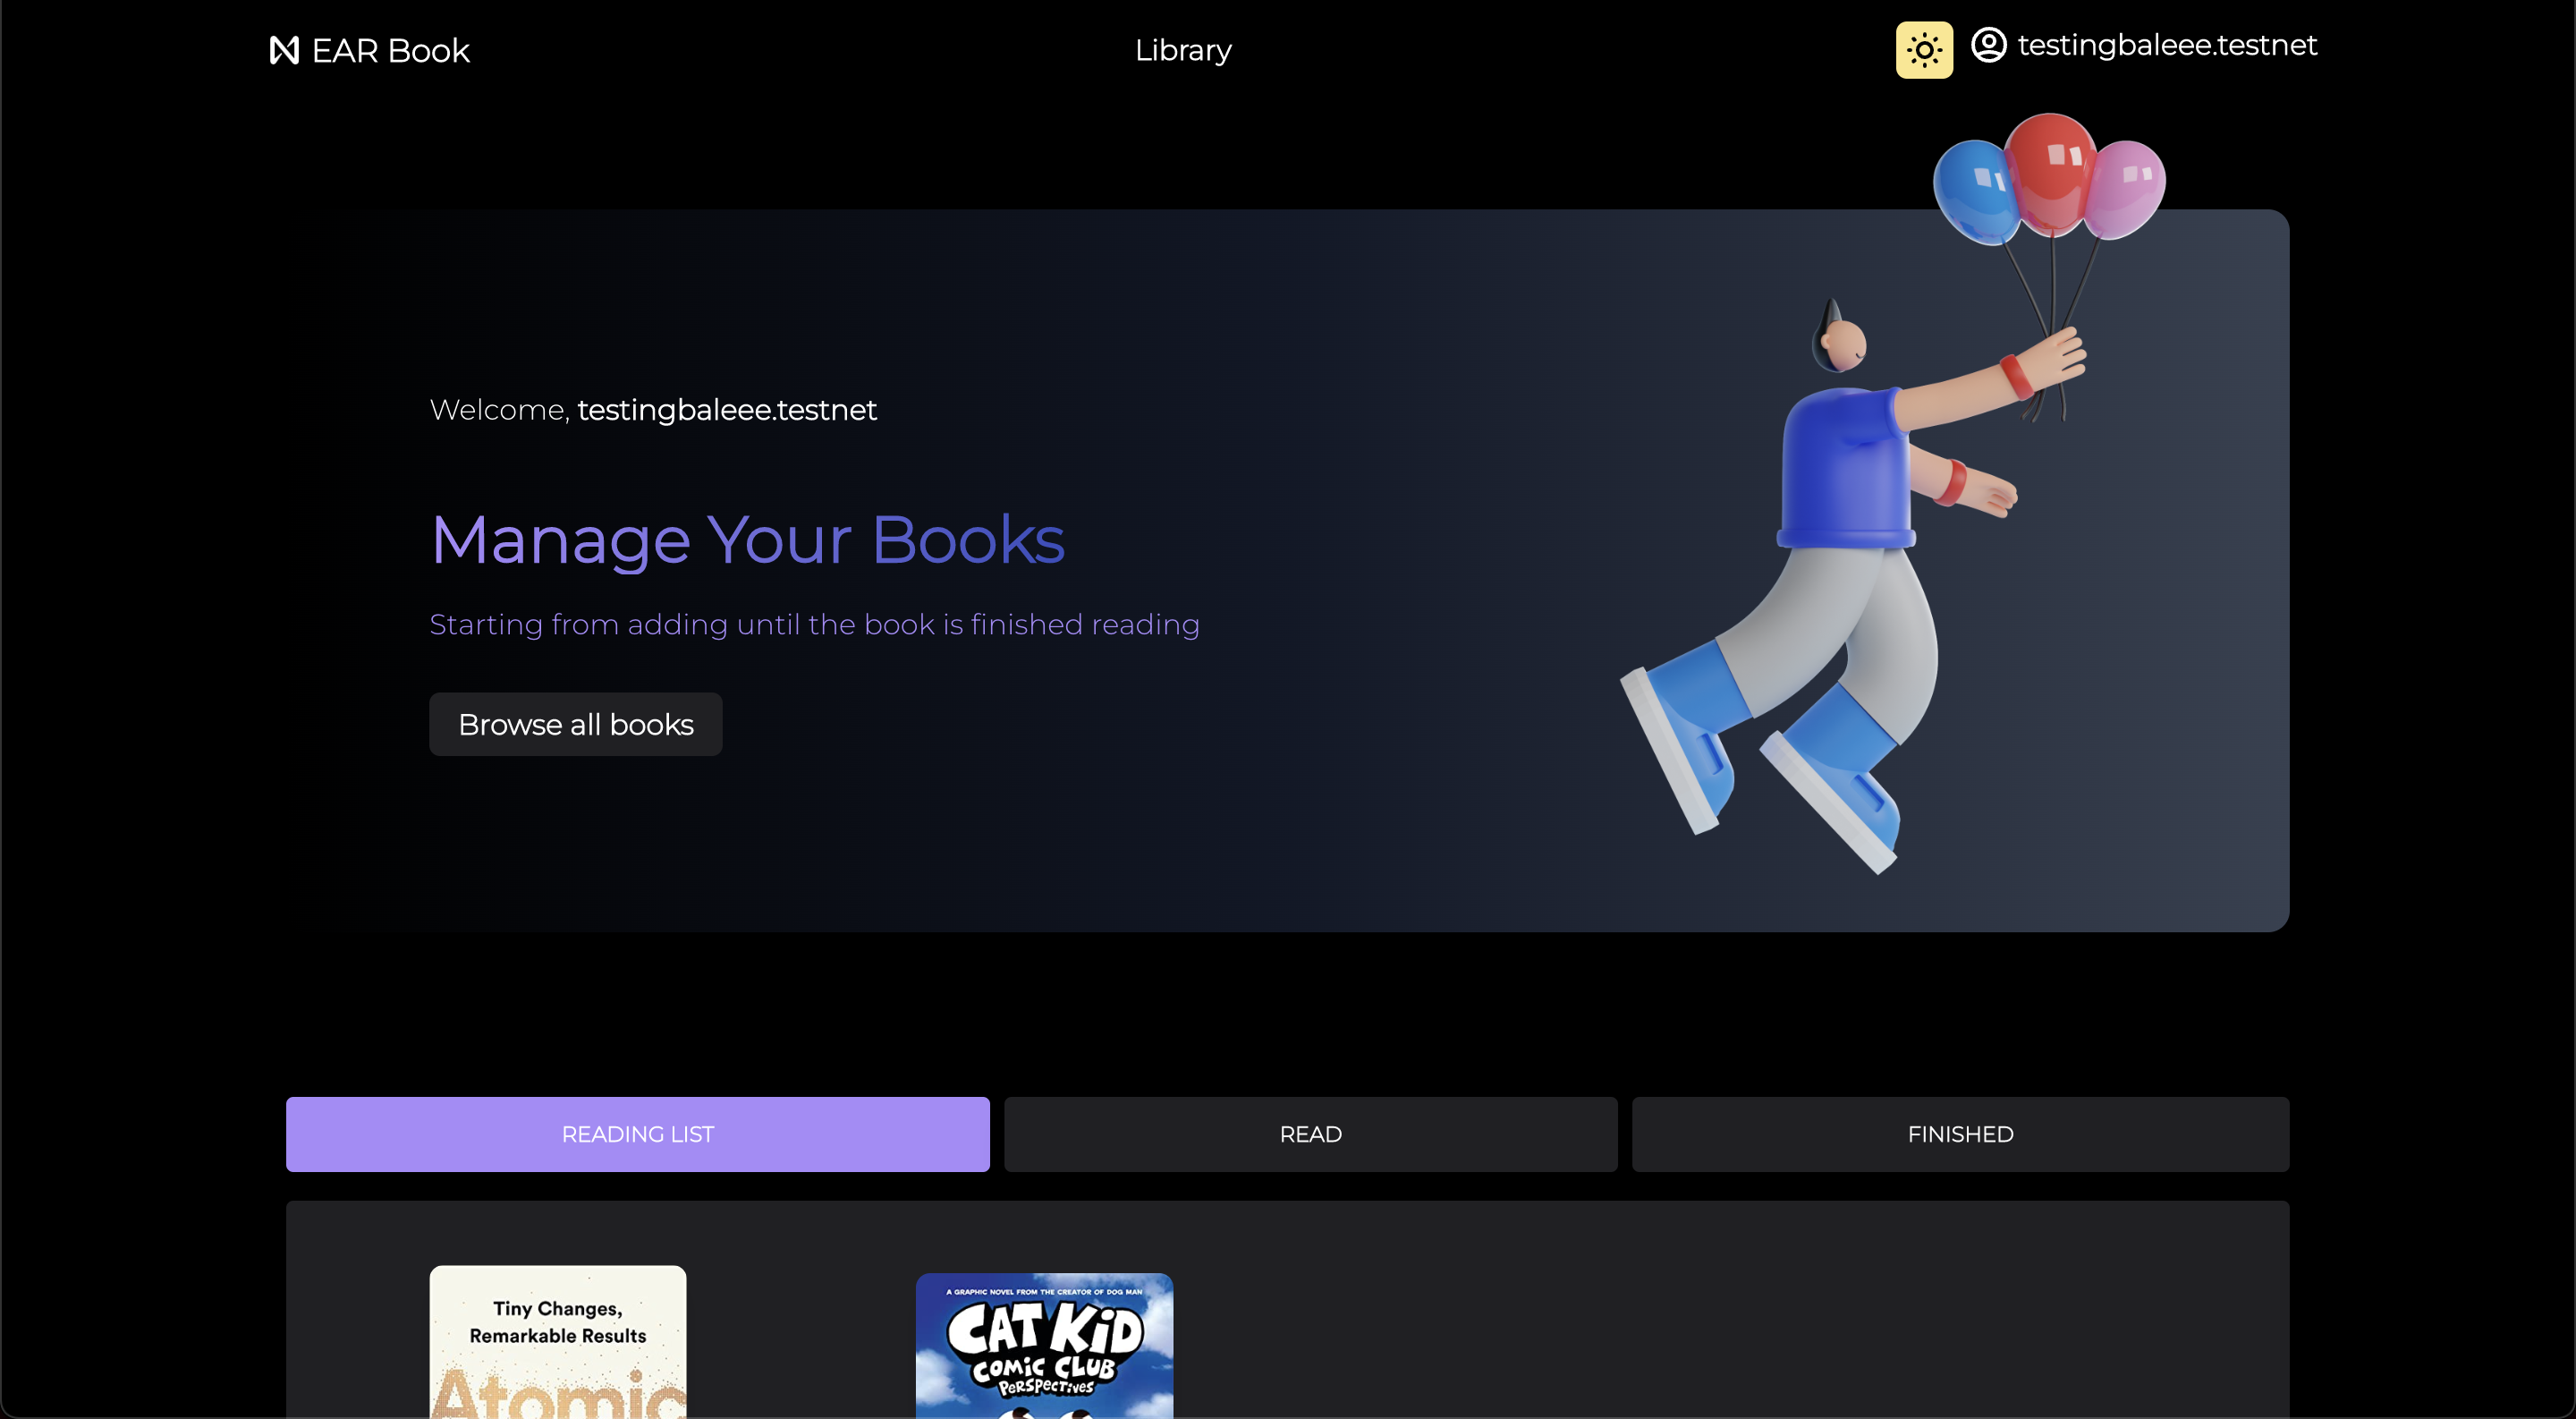 N EAR Book
Library
testingbaleee.testnet
Welcome, testingbaleee.testnet
Manage Your Books
Starting from adding until the book is finished reading
Browse all books
READING LIST
READ
FINISHED
Tiny Changes,
Remarkable Results
Atomic
A GRAPHIC NOVEL FROM THE CREATOR OF DOG MAN
CAT KiD
COMiC CLUB
PERSPECTiVES